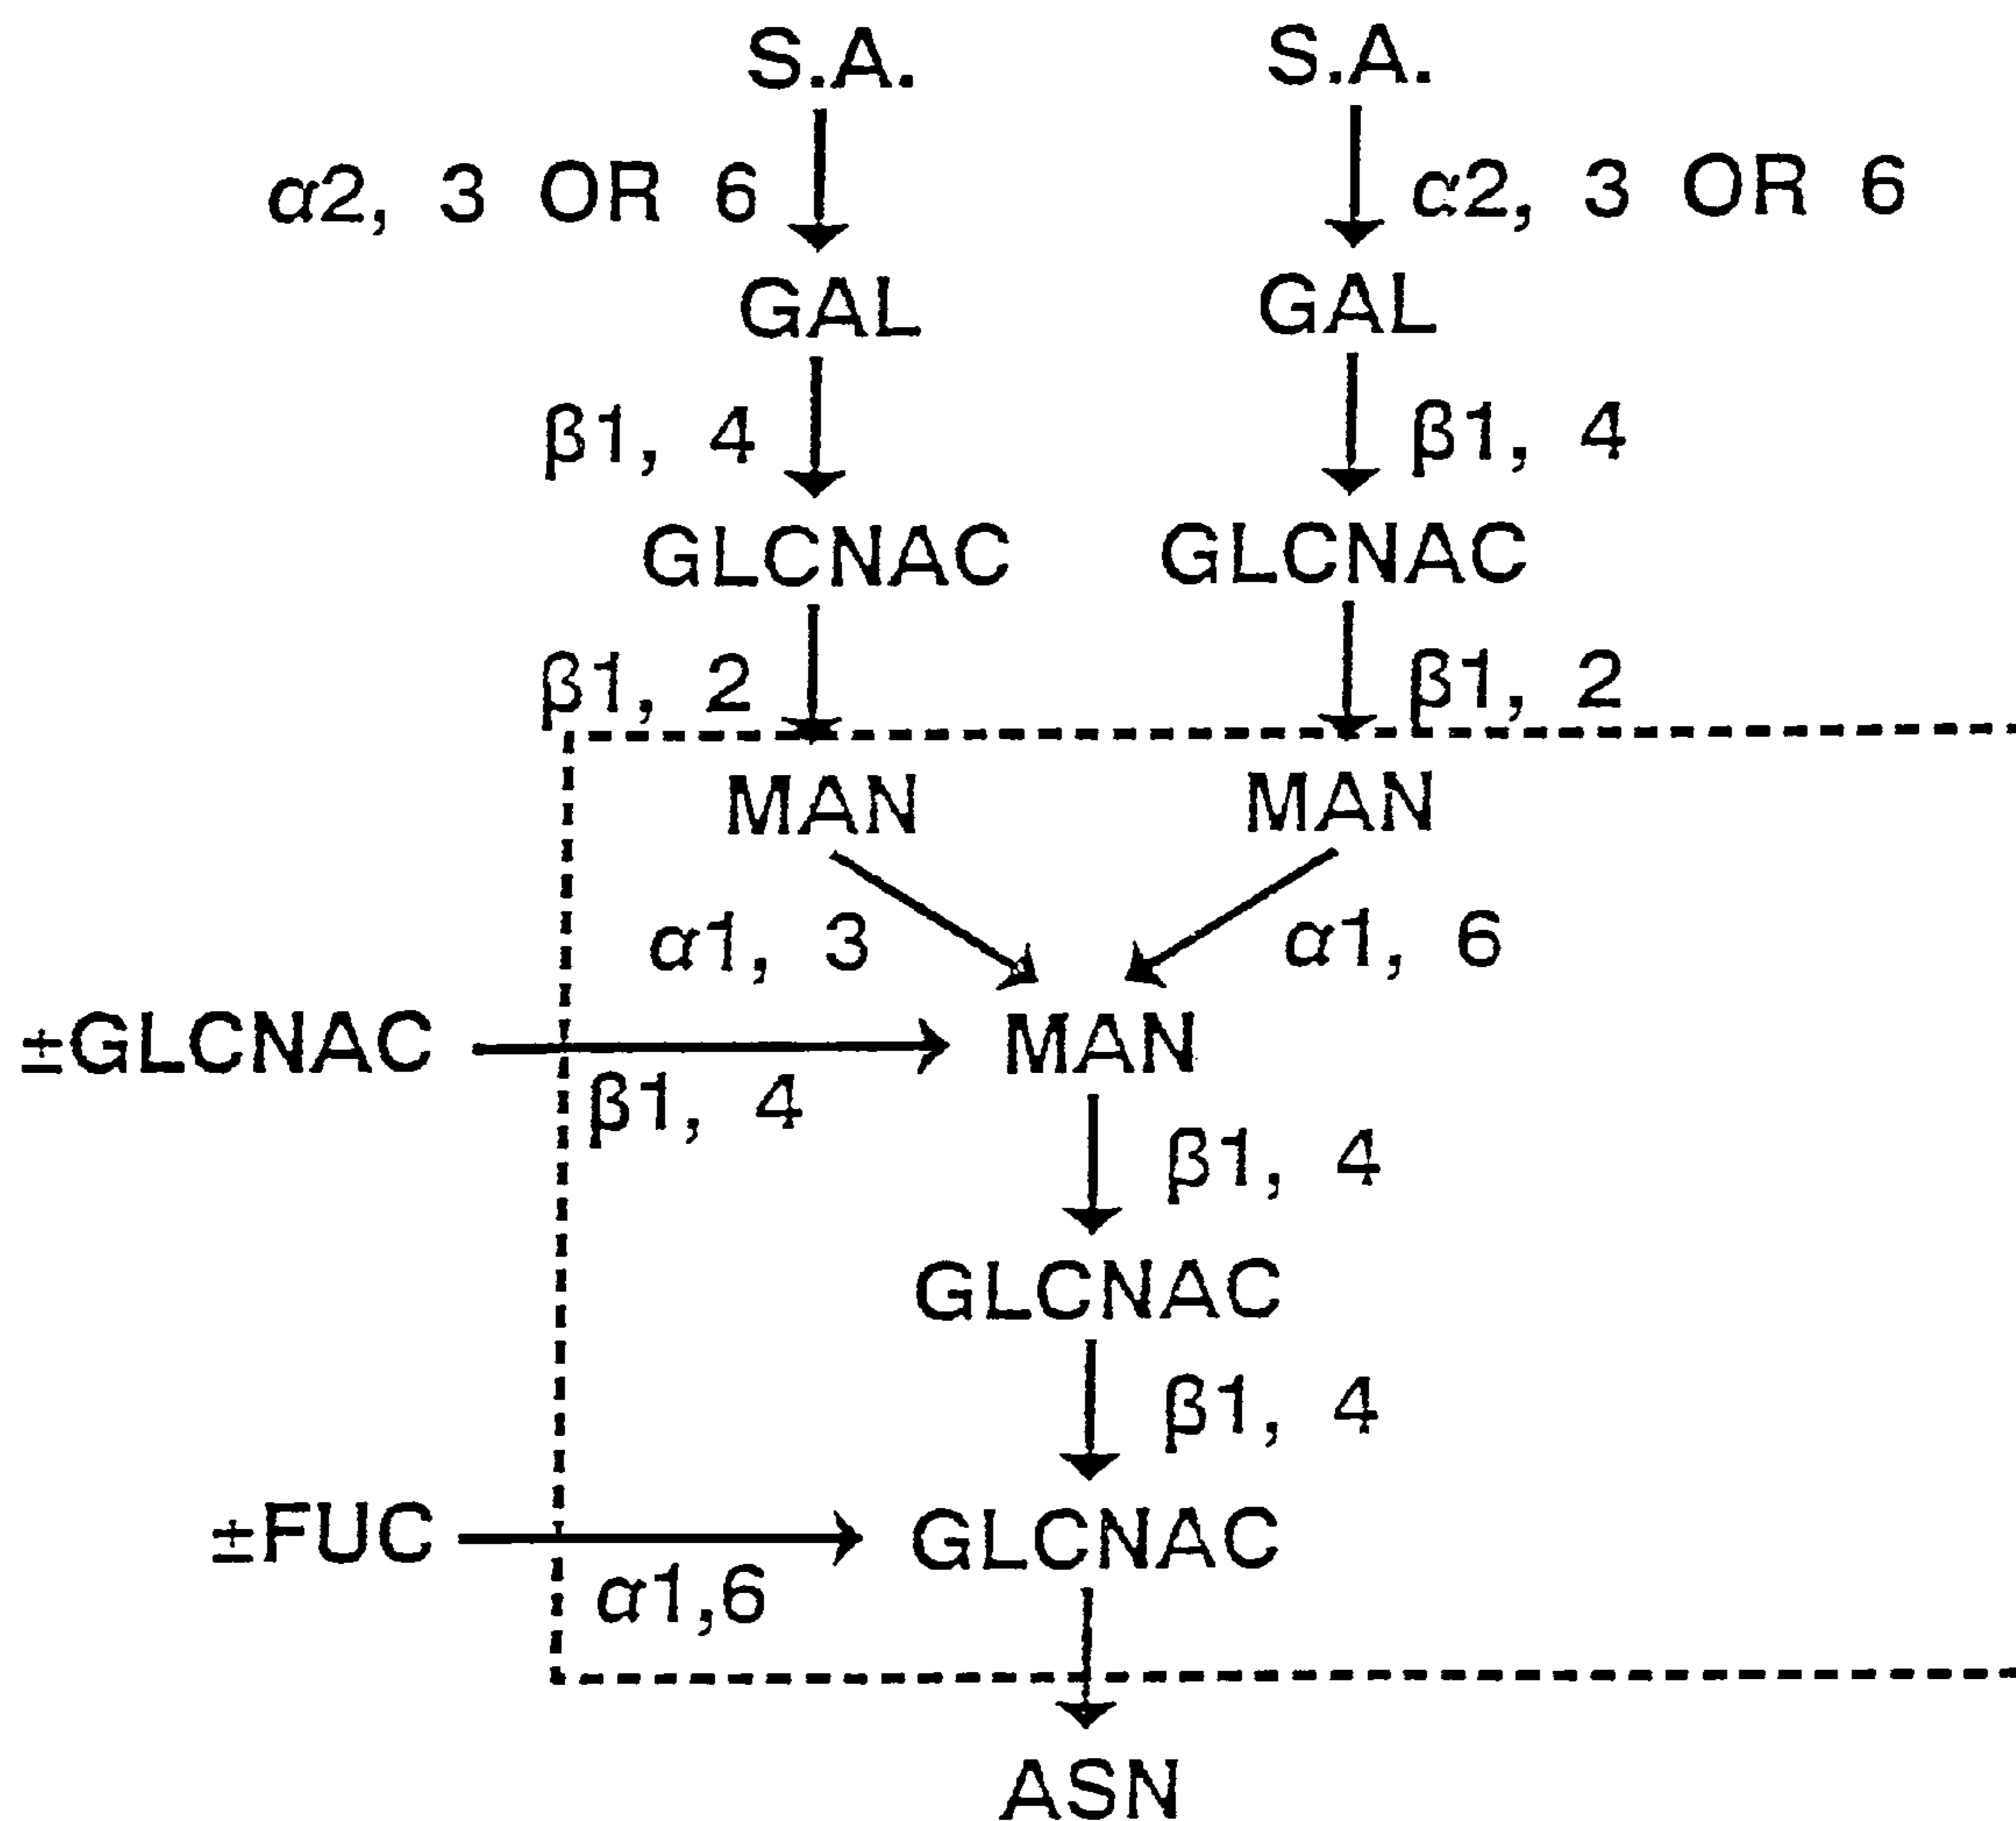 S.A. S.A.
α2, 3 OR 6 α2, 3 OR 6
GAL GAL
β1, 4 β1, 4
GLCNAC GLCNAC
β1, 2 β1, 2
MAN MAN
α1, 3 α1, 6
±GLCNAC MAN
β1, 4
β1, 4
GLCNAC
β1, 4
±FUC GLCNAC
α1,6
ASN